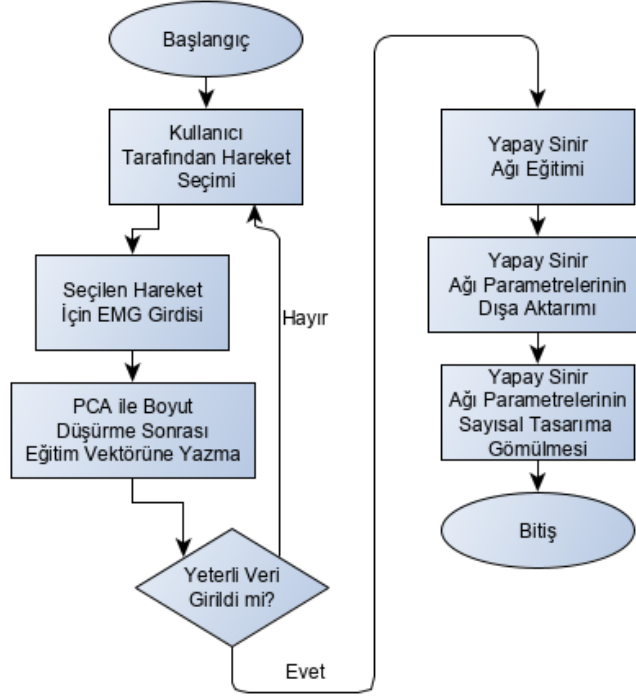 Başlangıç
Kullanıcı
Tarafından Hareket
Seçimi
Seçilen Hareket
İçin EMG Girdisi
PCA ile Boyut
Düşürme Sonrası
Eğitim Vektörüne Yazma
Yeterli Veri
Girildi mi?
Hayır
Evet
Yapay Sinir
Ağı Eğitimi
Yapay Sinir
Ağı Parametrelerinin
Dışa Aktarımı
Yapay Sinir
Ağı Parametrelerinin
Sayısal Tasarıma
Gömülmesi
Bitiş